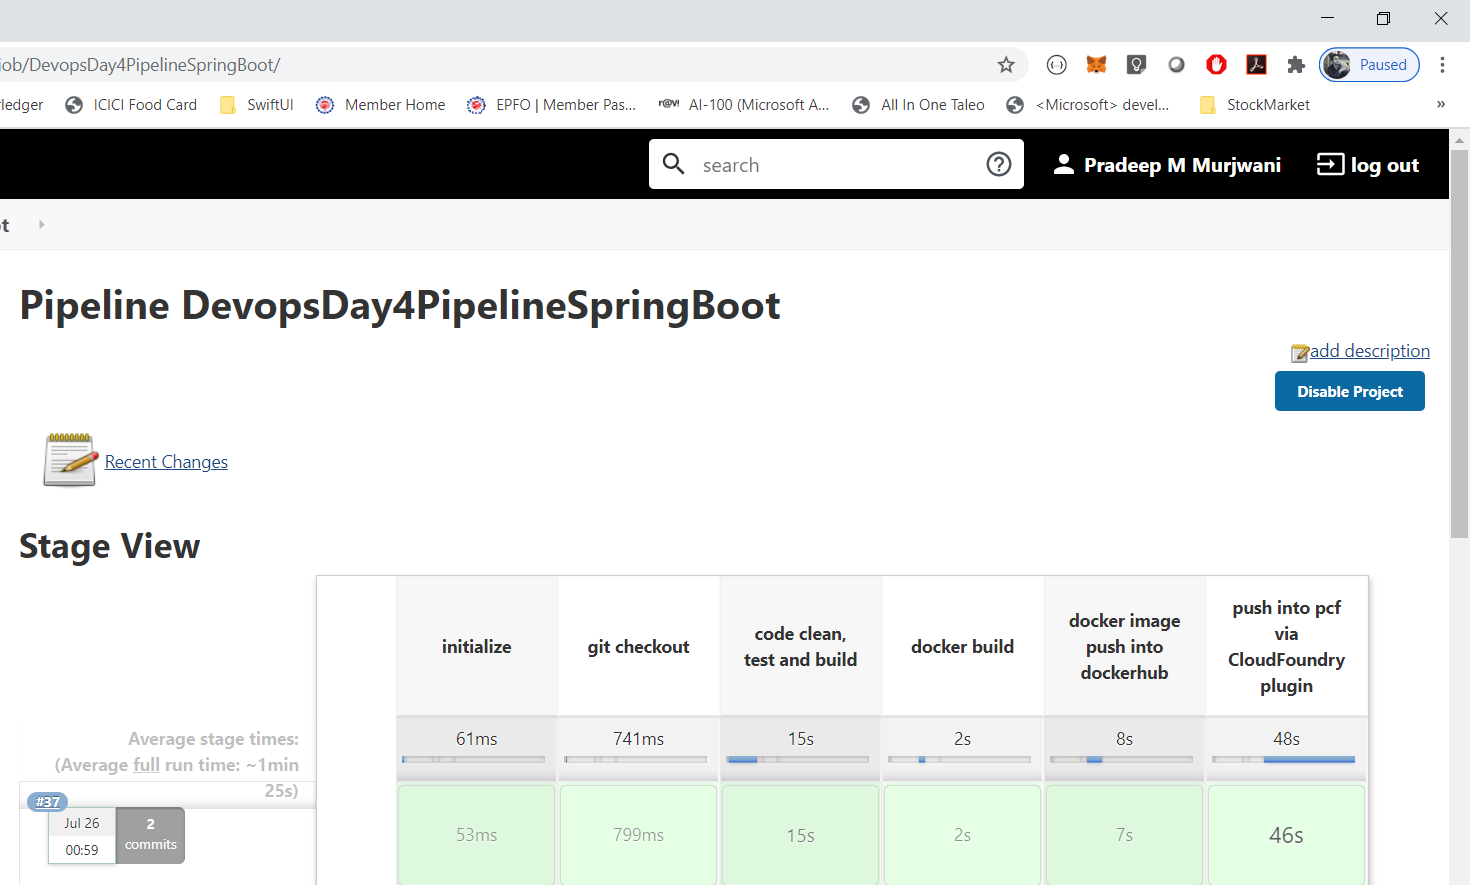 job/DevopsDay4PipelineSpringBoot/
Paused
ledger
ICICI Food Card
SwiftUI
Member Home
EPFO | Member Pas...
AI-100 (Microsoft A...
All In One Taleo
<Microsoft> devel...
StockMarket
»
search
Pradeep M Murjwani
log out
Pipeline DevopsDay4PipelineSpringBoot
add description
Disable Project
Recent Changes
Stage View
initialize
git checkout
code clean,
test and build
docker build
docker image
push into
dockerhub
push into pcf
via
CloudFoundry
plugin
Average stage times:
(Average full run time: ~1min
25s)
61ms
741ms
15s
2s
8s
48s
#37
Jul 26
00:59
2
commits
53ms
799ms
15s
2s
7s
46s